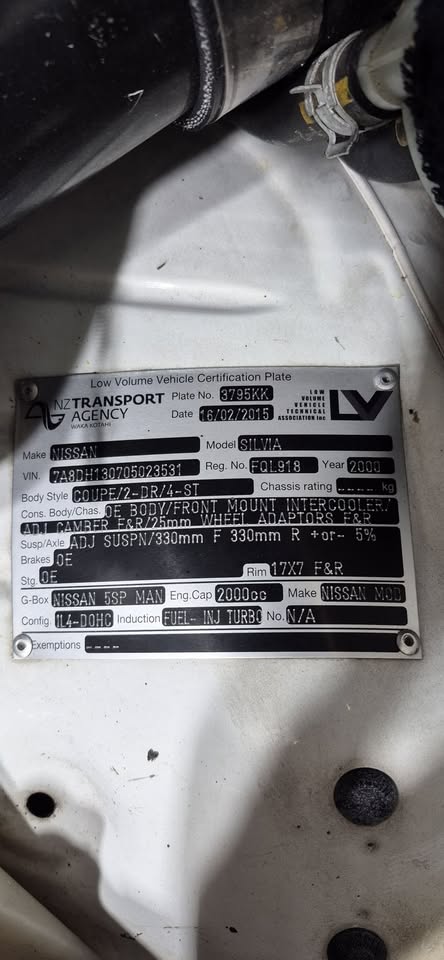 Low Volume Vehicle Certification Plate
NZTRANSPORT AGENCY WAKA KOTAHI
Plate No. 3795KK
Date 16/02/2015
LOW VOLUME VEHICLE TECHNICAL ASSOCIATION Inc
LV
Make NISSAN Model SILVIA
VIN. 7A8DH130705023531 Reg. No. FQL918 Year 2000
Body Style COUPE/2-DR/4-ST Chassis rating ---- kg
Cons. Body/Chas. OE BODY/FRONT MOUNT INTERCOOLER/
ADJ CAMBER F&R/25mm WHEEL ADAPTORS F&R
Susp/Axle ADJ SUSPN/330mm F 330mm R +or- 5%
Brakes OE
Stg. OE Rim 17X7 F&R
G-Box NISSAN 5SP MAN Eng.Cap 2000cc Make NISSAN MOD
Config. IL4-DOHC Induction FUEL- INJ TURBO No. N/A
Exemptions ----